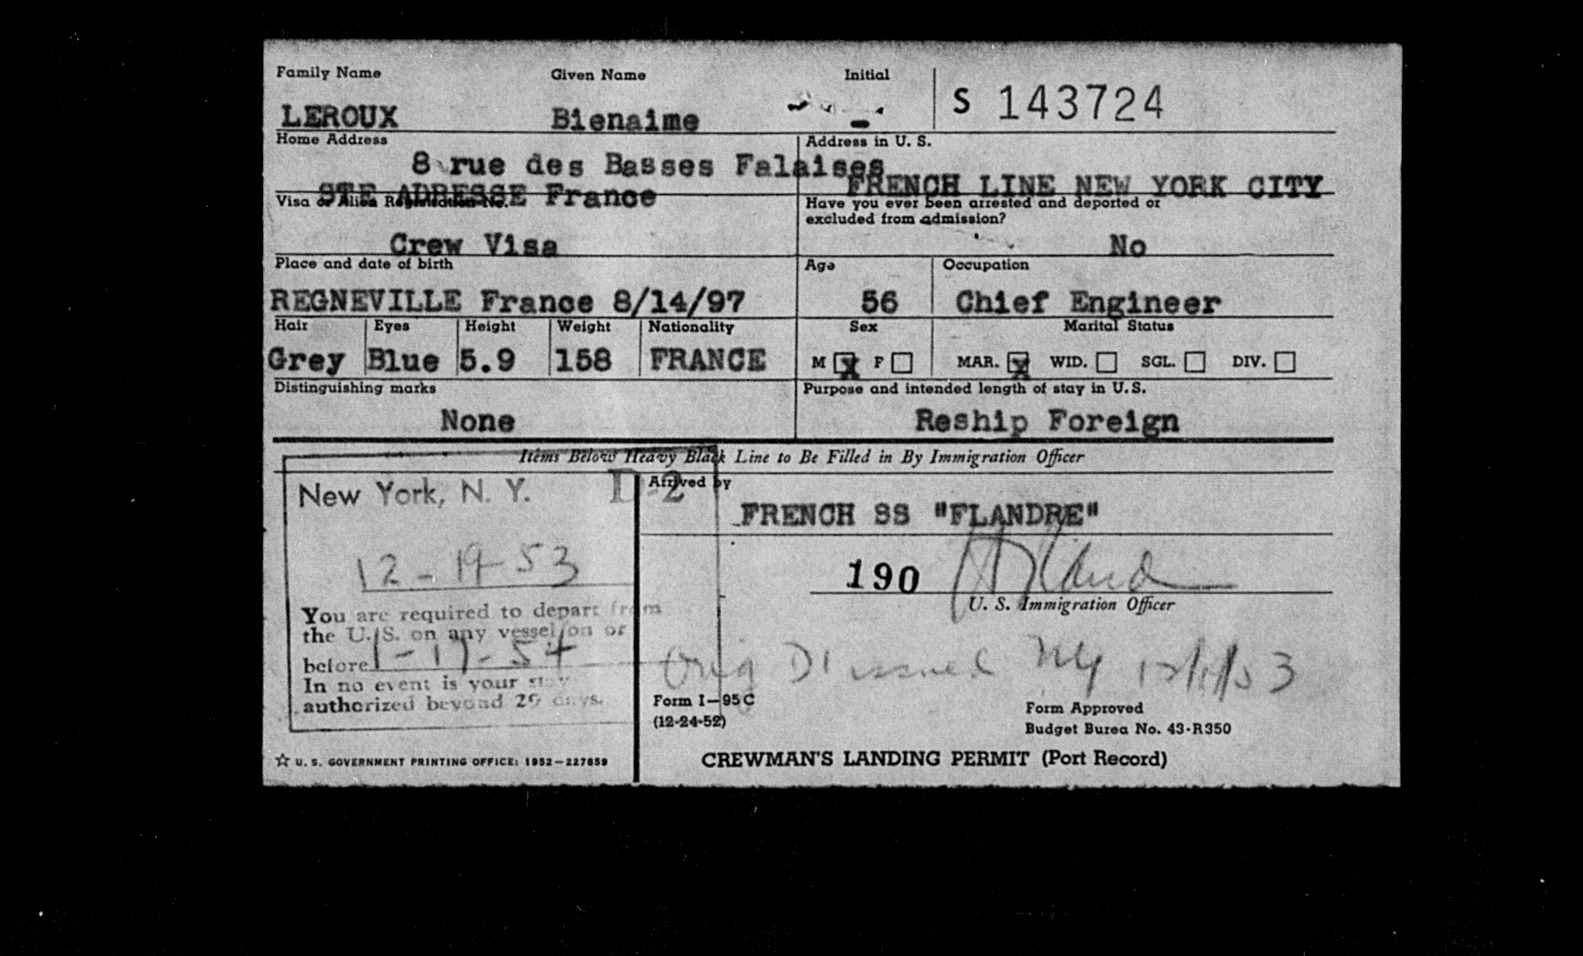 Family Name Given Name Initial
LEROUX Bienaime - S 143724
Home Address Address in U. S.
8 rue des Basses Falaises
STE ADRESSE France FRENCH LINE NEW YORK CITY
Visa or Alien Registration No. Have you ever been arrested and deported or
excluded from admission?
Crew Visa No
Place and date of birth Age Occupation
REGNEVILLE France 8/14/97 56 Chief Engineer
Hair Eyes Height Weight Nationality Sex Marital Status
Grey Blue 5.9 158 FRANCE M X F MAR. X WID. SGL. DIV.
Distinguishing marks Purpose and intended length of stay in U.S.
None Reship Foreign
Items Below Heavy Black Line to Be Filled in By Immigration Officer
New York, N. Y. D-2 Arrived by
FRENCH SS "FLANDRE"
12-19-53
190
U. S. Immigration Officer
You are required to depart from
the U. S. on any vessel on or
before 1-17-54
In no event is your stay
authorized beyond 29 days.
Orig D1 issued NY 53
Form I-95 C
(12-24-52)
Form Approved
Budget Burea No. 43-R350
☆ U. S. GOVERNMENT PRINTING OFFICE: 1952-227859
CREWMAN'S LANDING PERMIT (Port Record)